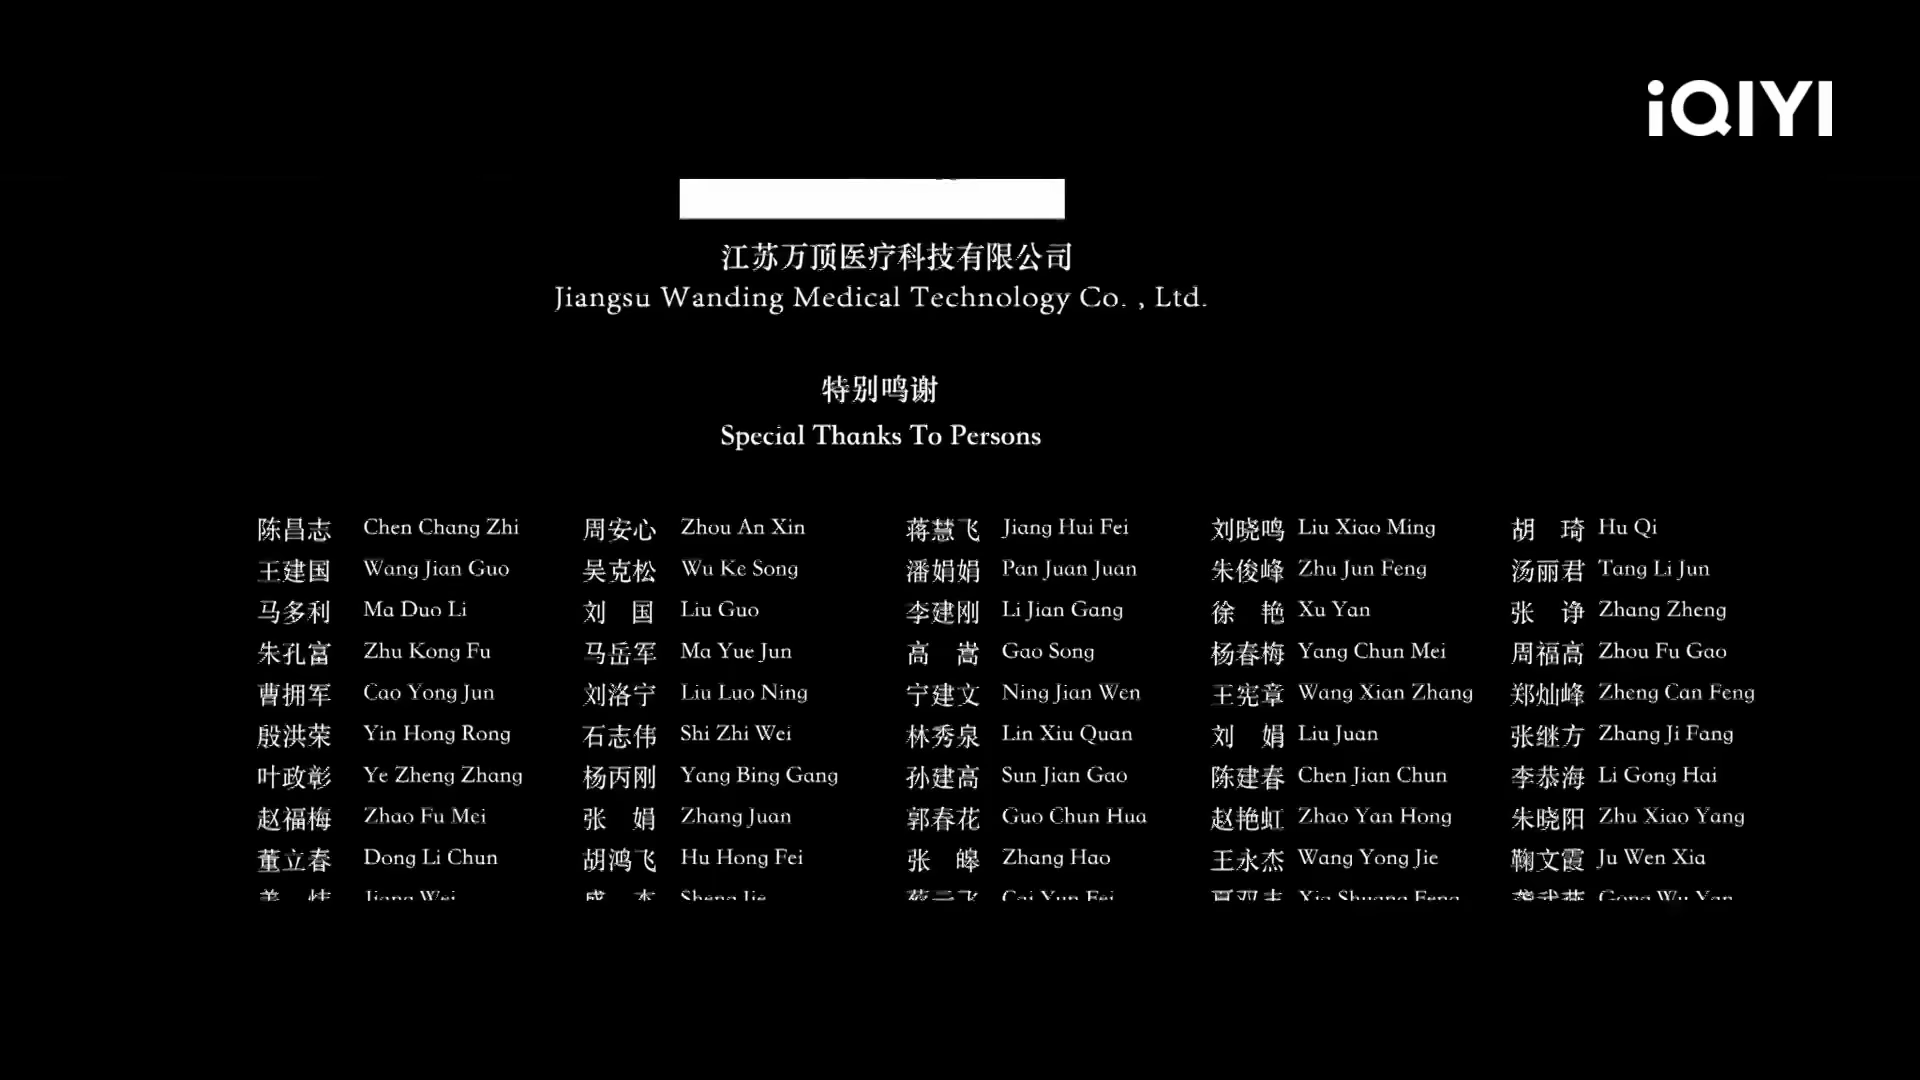 iQIYI
江苏万顶医疗科技有限公司
Jiangsu Wanding Medical Technology Co. , Ltd.
特别鸣谢
Special Thanks To Persons
陈昌志 Chen Chang Zhi 周安心 Zhou An Xin 蒋慧飞 Jiang Hui Fei 刘晓鸣 Liu Xiao Ming 胡 琦 Hu Qi
王建国 Wang Jian Guo 吴克松 Wu Ke Song 潘娟娟 Pan Juan Juan 朱俊峰 Zhu Jun Feng 汤丽君 Tang Li Jun
马多利 Ma Duo Li 刘 国 Liu Guo 李建刚 Li Jian Gang 徐 艳 Xu Yan 张 诤 Zhang Zheng
朱孔富 Zhu Kong Fu 马岳军 Ma Yue Jun 高 嵩 Gao Song 杨春梅 Yang Chun Mei 周福高 Zhou Fu Gao
曹拥军 Cao Yong Jun 刘洛宁 Liu Luo Ning 宁建文 Ning Jian Wen 王宪章 Wang Xian Zhang 郑灿峰 Zheng Can Feng
殷洪荣 Yin Hong Rong 石志伟 Shi Zhi Wei 林秀泉 Lin Xiu Quan 刘 娟 Liu Juan 张继方 Zhang Ji Fang
叶政彰 Ye Zheng Zhang 杨丙刚 Yang Bing Gang 孙建高 Sun Jian Gao 陈建春 Chen Jian Chun 李恭海 Li Gong Hai
赵福梅 Zhao Fu Mei 张 娟 Zhang Juan 郭春花 Guo Chun Hua 赵艳虹 Zhao Yan Hong 朱晓阳 Zhu Xiao Yang
董立春 Dong Li Chun 胡鸿飞 Hu Hong Fei 张 皞 Zhang Hao 王永杰 Wang Yong Jie 鞠文霞 Ju Wen Xia
Jiang Wei Sheng Jie Cai Yun Fei Xia Shuang Feng Gong Wu Yan